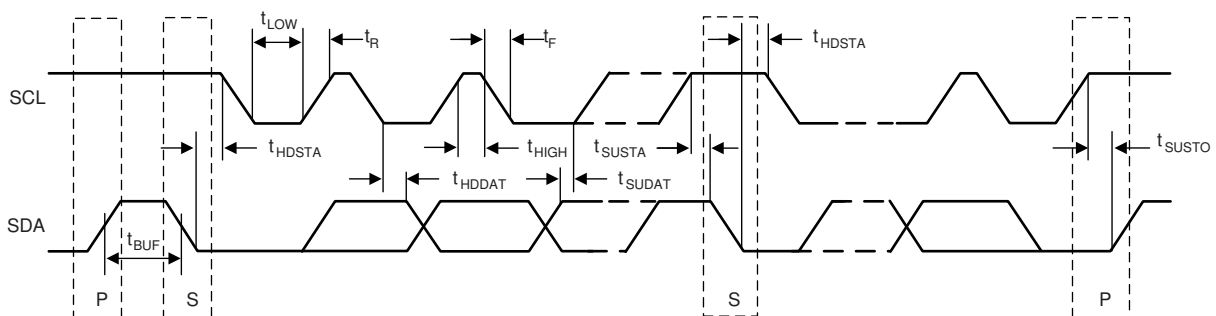 tLOW
tR
tF
tHDSTA
SCL
tHDSTA
tHIGH
tSUSTA
tSUSTO
tHDDAT
tSUDAT
SDA
tBUF
P
S
S
P